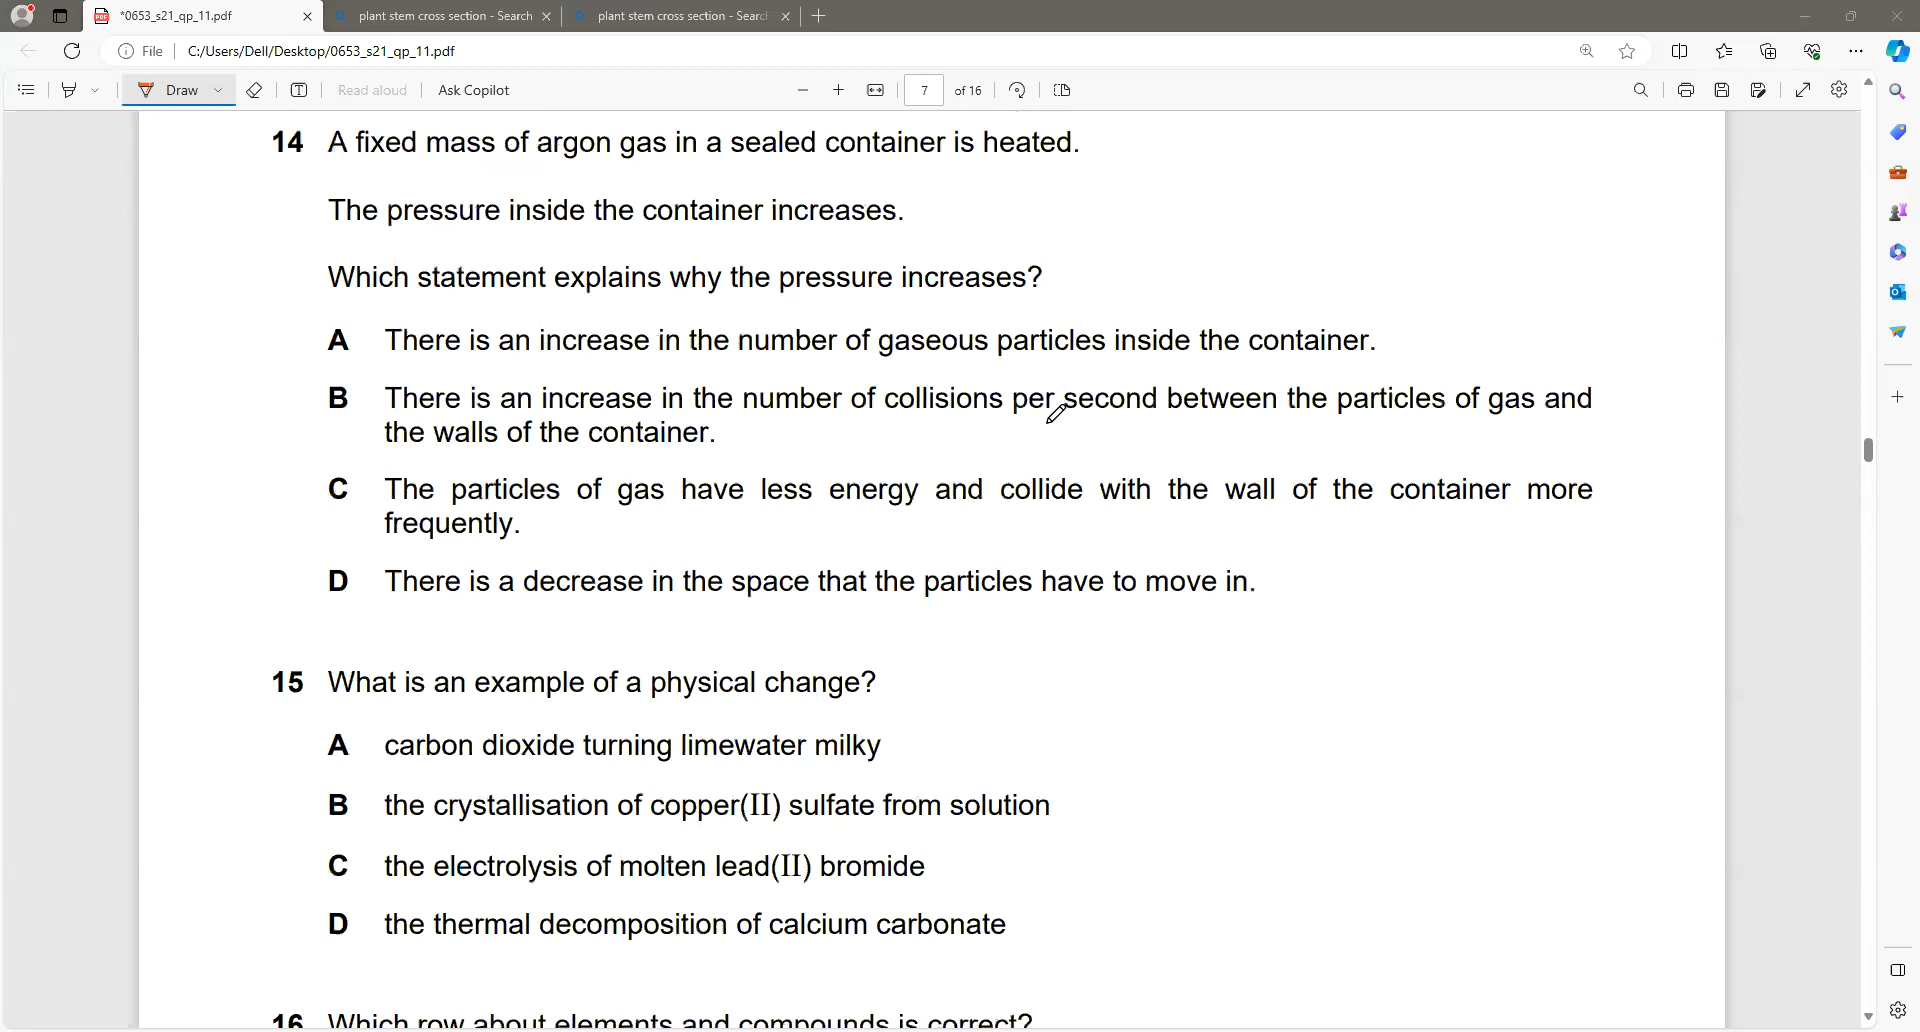 *0653_s21_qp_11.pdf
plant stem cross section - Search
plant stem cross section - Search
File
C:/Users/Dell/Desktop/0653_s21_qp_11.pdf
Draw
Read aloud
Ask Copilot
7 of 16
14 A fixed mass of argon gas in a sealed container is heated.
The pressure inside the container increases.
Which statement explains why the pressure increases?
A There is an increase in the number of gaseous particles inside the container.
B There is an increase in the number of collisions per second between the particles of gas and
the walls of the container.
C The particles of gas have less energy and collide with the wall of the container more
frequently.
D There is a decrease in the space that the particles have to move in.
15 What is an example of a physical change?
A carbon dioxide turning limewater milky
B the crystallisation of copper(II) sulfate from solution
C the electrolysis of molten lead(II) bromide
D the thermal decomposition of calcium carbonate
16 Which row about elements and compounds is correct?